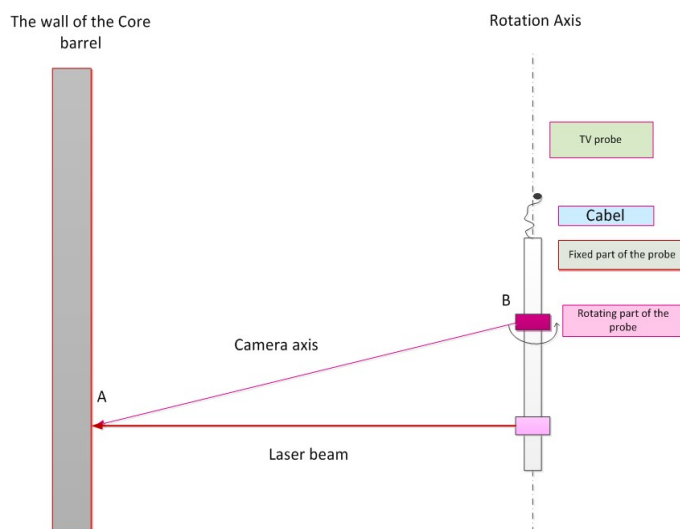 The wall of the Core
barrel
Rotation Axis
TV probe
Cabel
Fixed part of the probe
B
Rotating part of the
probe
Camera axis
A
Laser beam